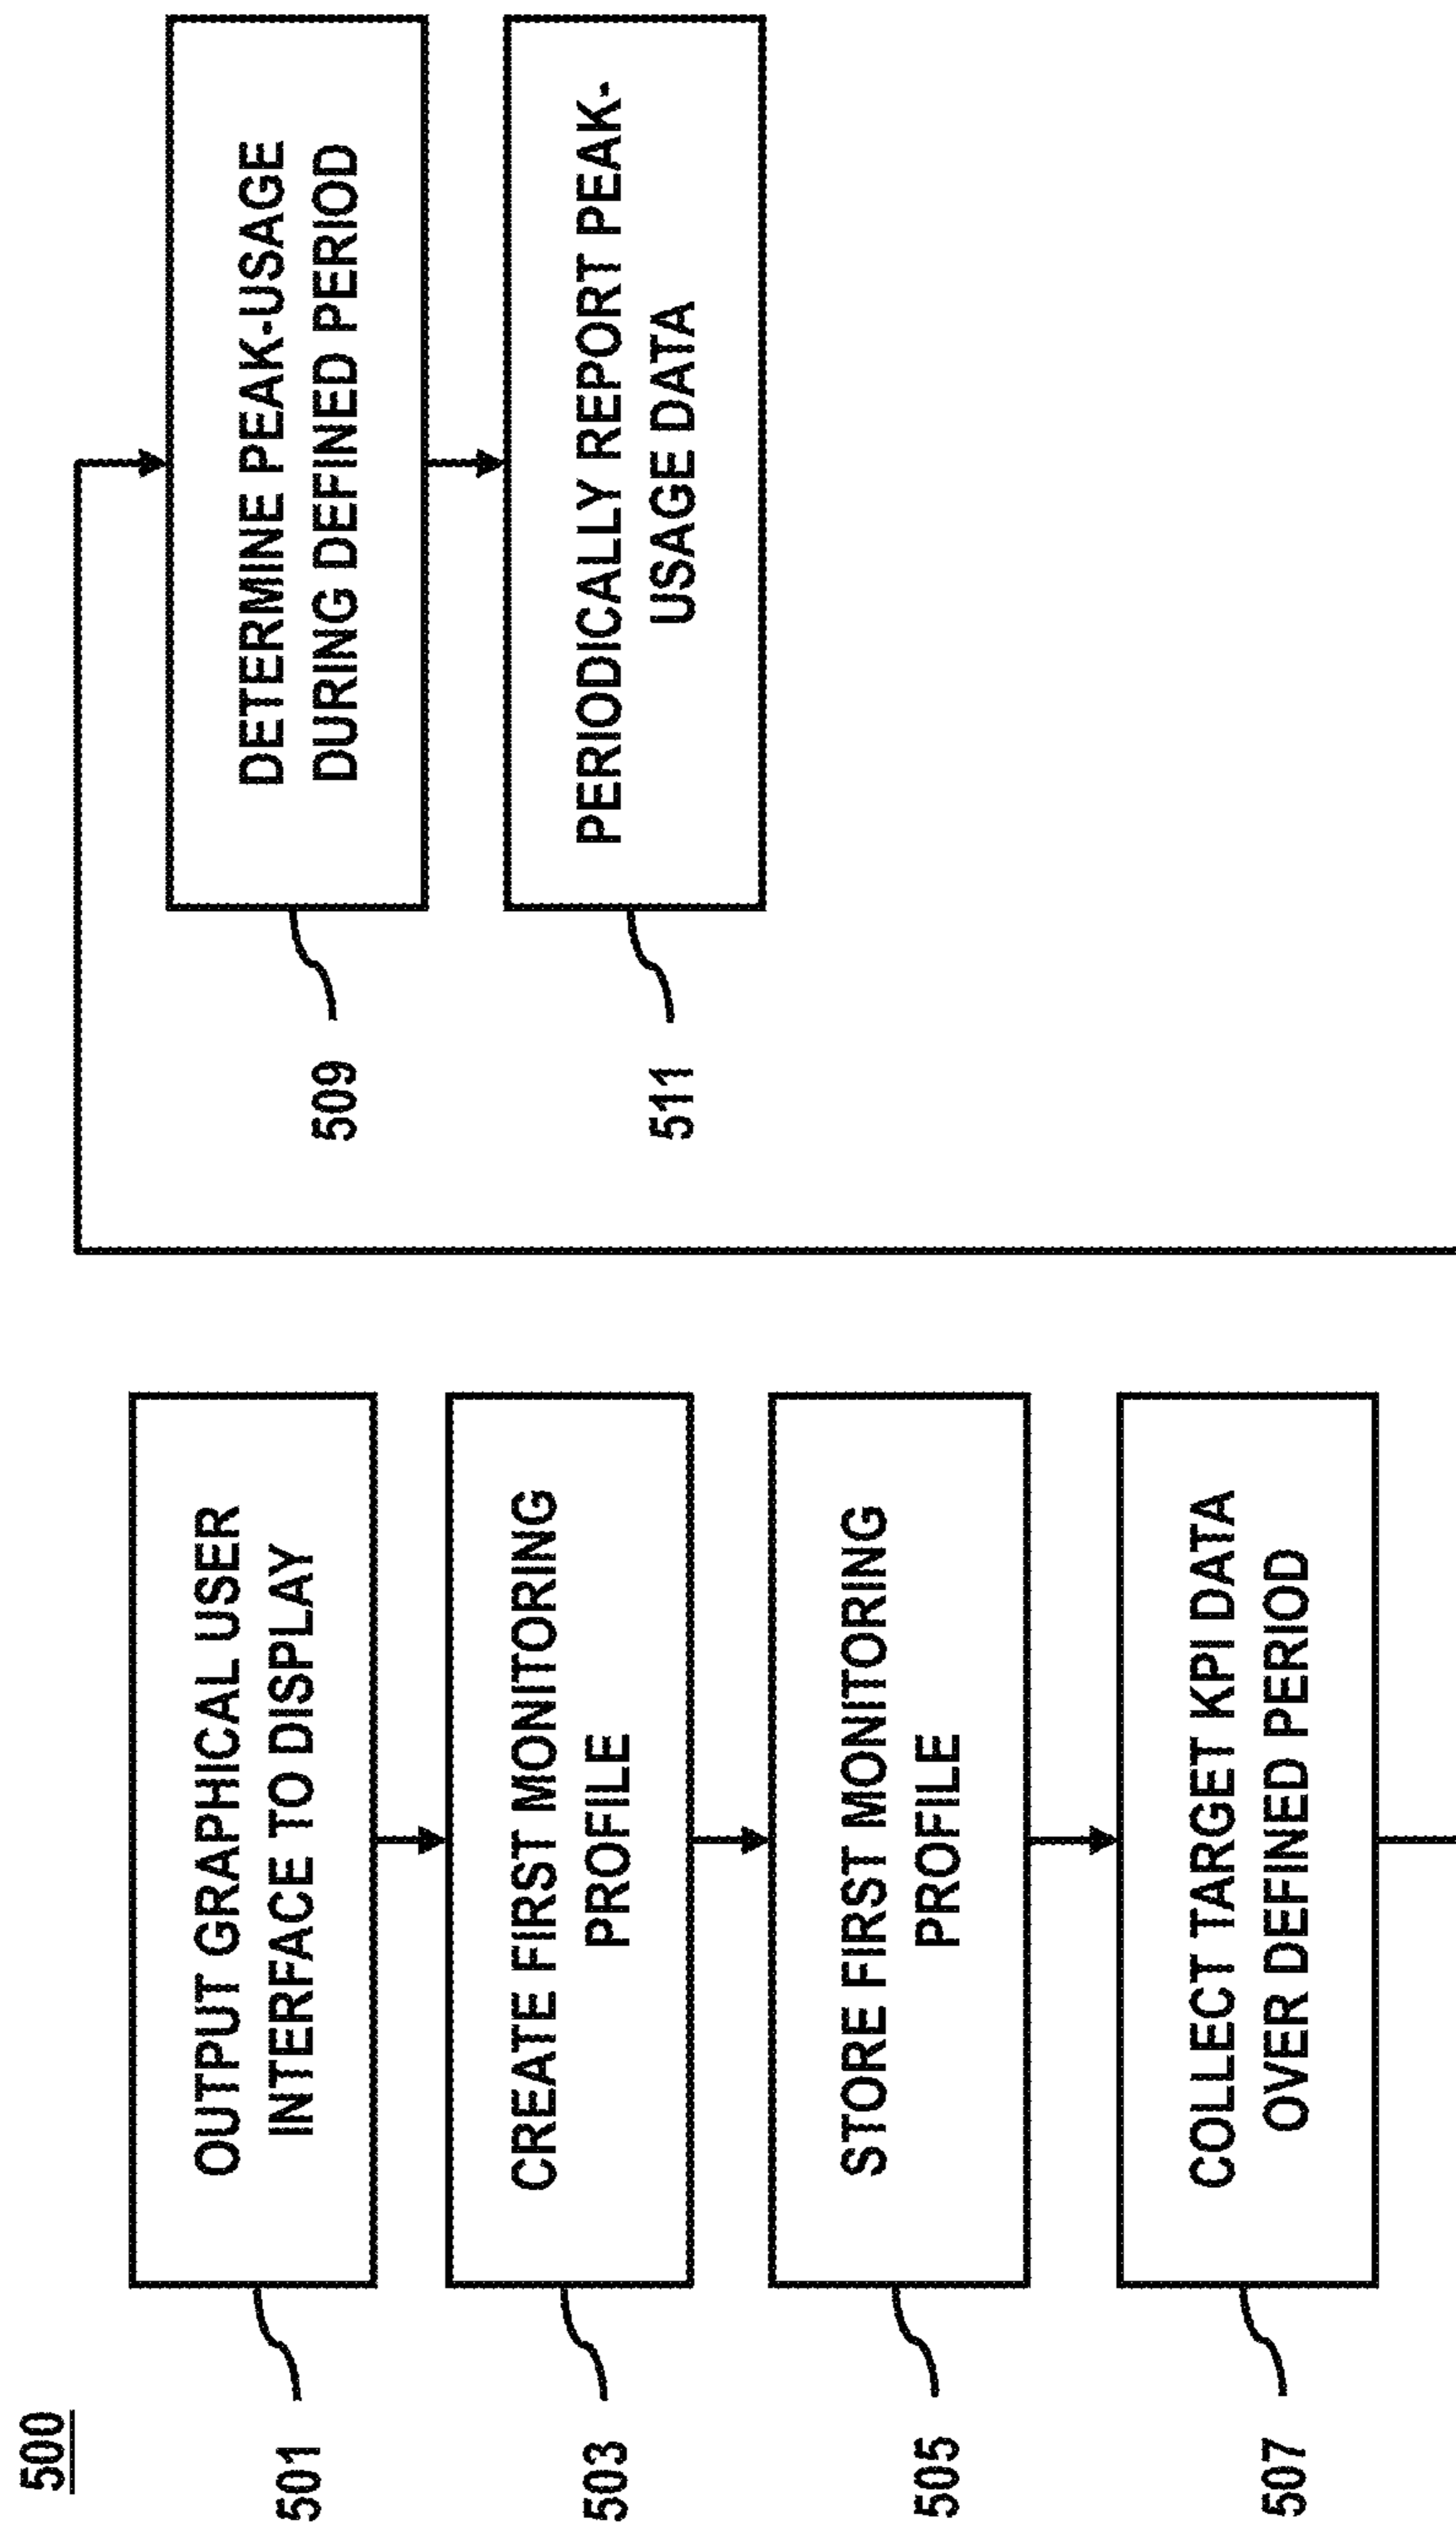 500
501
OUTPUT GRAPHICAL USER
INTERFACE TO DISPLAY
503
CREATE FIRST MONITORING
PROFILE
505
STORE FIRST MONITORING
PROFILE
507
COLLECT TARGET KPI DATA
OVER DEFINED PERIOD
509
DETERMINE PEAK-USAGE
DURING DEFINED PERIOD
511
PERIODICALLY REPORT PEAK-
USAGE DATA